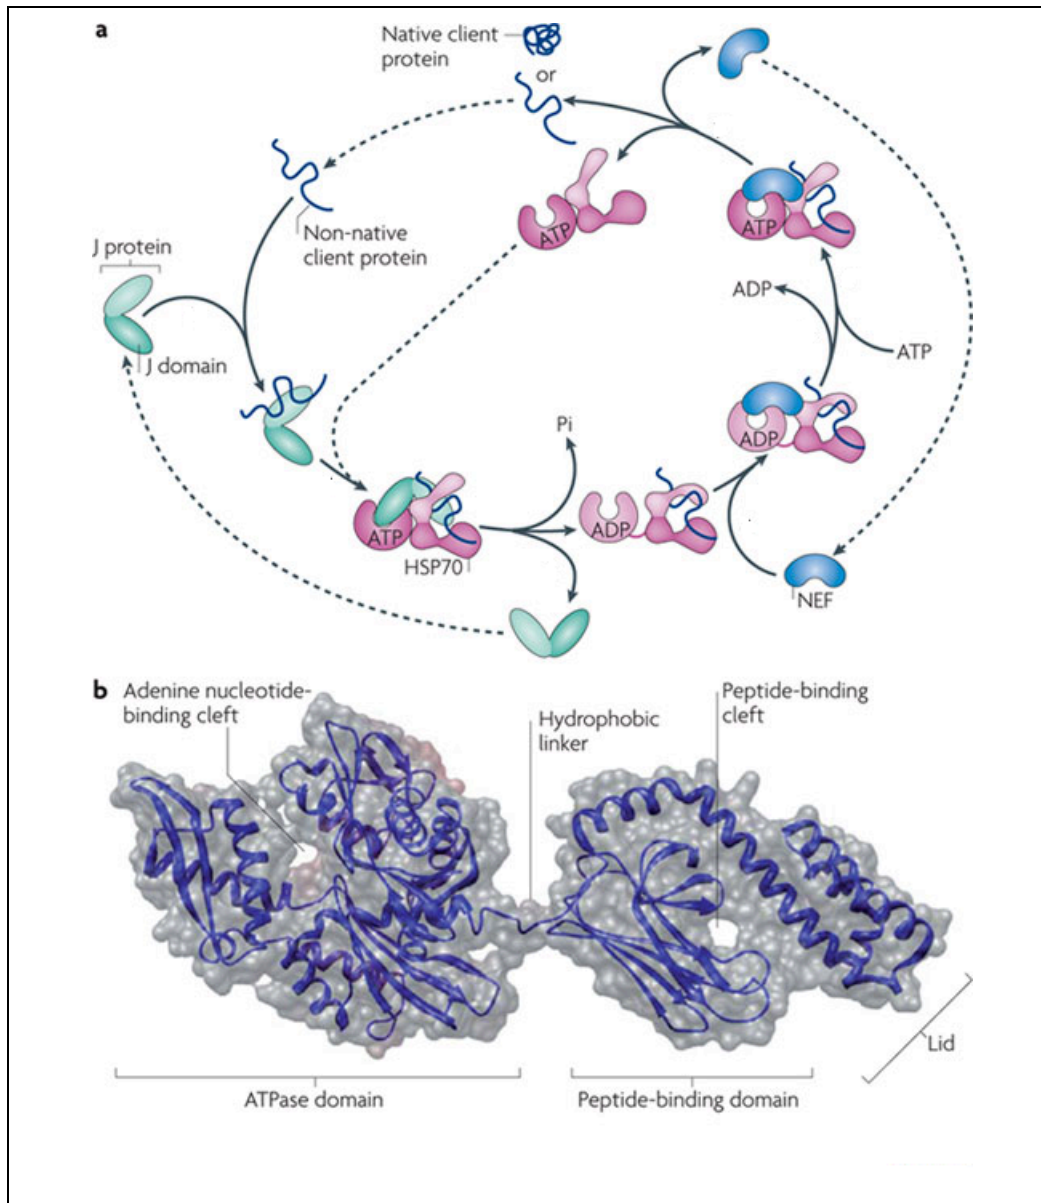 a
Native client
protein
or
Non-native
client protein
J protein
J domain
ATP
ATP
ADP
ATP
ADP
Pi
ATP
HSP70
ADP
NEF
b
Adenine nucleotide-
binding cleft
Hydrophobic
linker
Peptide-binding
cleft
Lid
ATPase domain
Peptide-binding domain